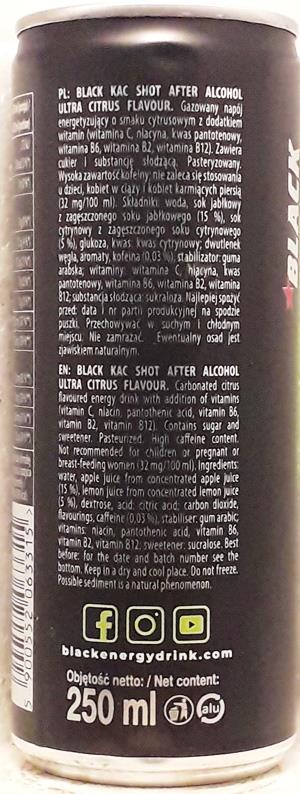 PL: BLACK KAC SHOT AFTER ALCOHOL
ULTRA CITRUS FLAVOUR. Gazowany napój
energetyzujący o smaku cytrusowym z dodatkiem
witamin (witamina C, niacyna, kwas pantotenowy,
witamina B6, witamina B2, witamina B12). Zawiera
cukier i substancję słodzącą. Pasteryzowany.
Wysoka zawartość kofeiny; nie zaleca się stosowania
u dzieci, kobiet w ciąży i kobiet karmiących piersią
(32 mg/100 ml). Składniki: woda, sok jabłkowy
z zagęszczonego soku jabłkowego (15 %), sok
cytrynowy z zagęszczonego soku cytrynowego
(5 %), glukoza, kwas: kwas cytrynowy; dwutlenek
węgla, aromaty, kofeina (0,03 %), stabilizator: guma
arabska; witaminy: witamina C, niacyna, kwas
pantotenowy, witamina B6, witamina B2, witamina
B12; substancja słodząca: sukraloza. Najlepiej spożyć
przed: data i nr partii produkcyjnej na spodzie
puszki. Przechowywać w suchym i chłodnym
miejscu. Nie zamrażać. Ewentualny osad jest
zjawiskiem naturalnym.
EN: BLACK KAC SHOT AFTER ALCOHOL
ULTRA CITRUS FLAVOUR. Carbonated citrus
flavoured energy drink with addition of vitamins
(vitamin C, niacin, pantothenic acid, vitamin B6,
vitamin B2, vitamin B12). Contains sugar and
sweetener. Pasteurized. High caffeine content.
Not recommended for children or pregnant or
breast-feeding women (32 mg/100 ml). Ingredients:
water, apple juice from concentrated apple juice
(15 %), lemon juice from concentrated lemon juice
(5 %), dextrose, acid: citric acid; carbon dioxide,
flavourings, caffeine (0,03 %), stabiliser: gum arabic;
vitamins: niacin, pantothenic acid, vitamin B6,
vitamin B2, vitamin B12; sweetener: sucralose. Best
before: for the date and batch number see the
bottom. Keep in a dry and cool place. Do not freeze.
Possible sediment is a natural phenomenon.
blackenergydrink.com
Objętość netto: / Net content:
250 ml
alu
BLACK
5 900552 063315 >